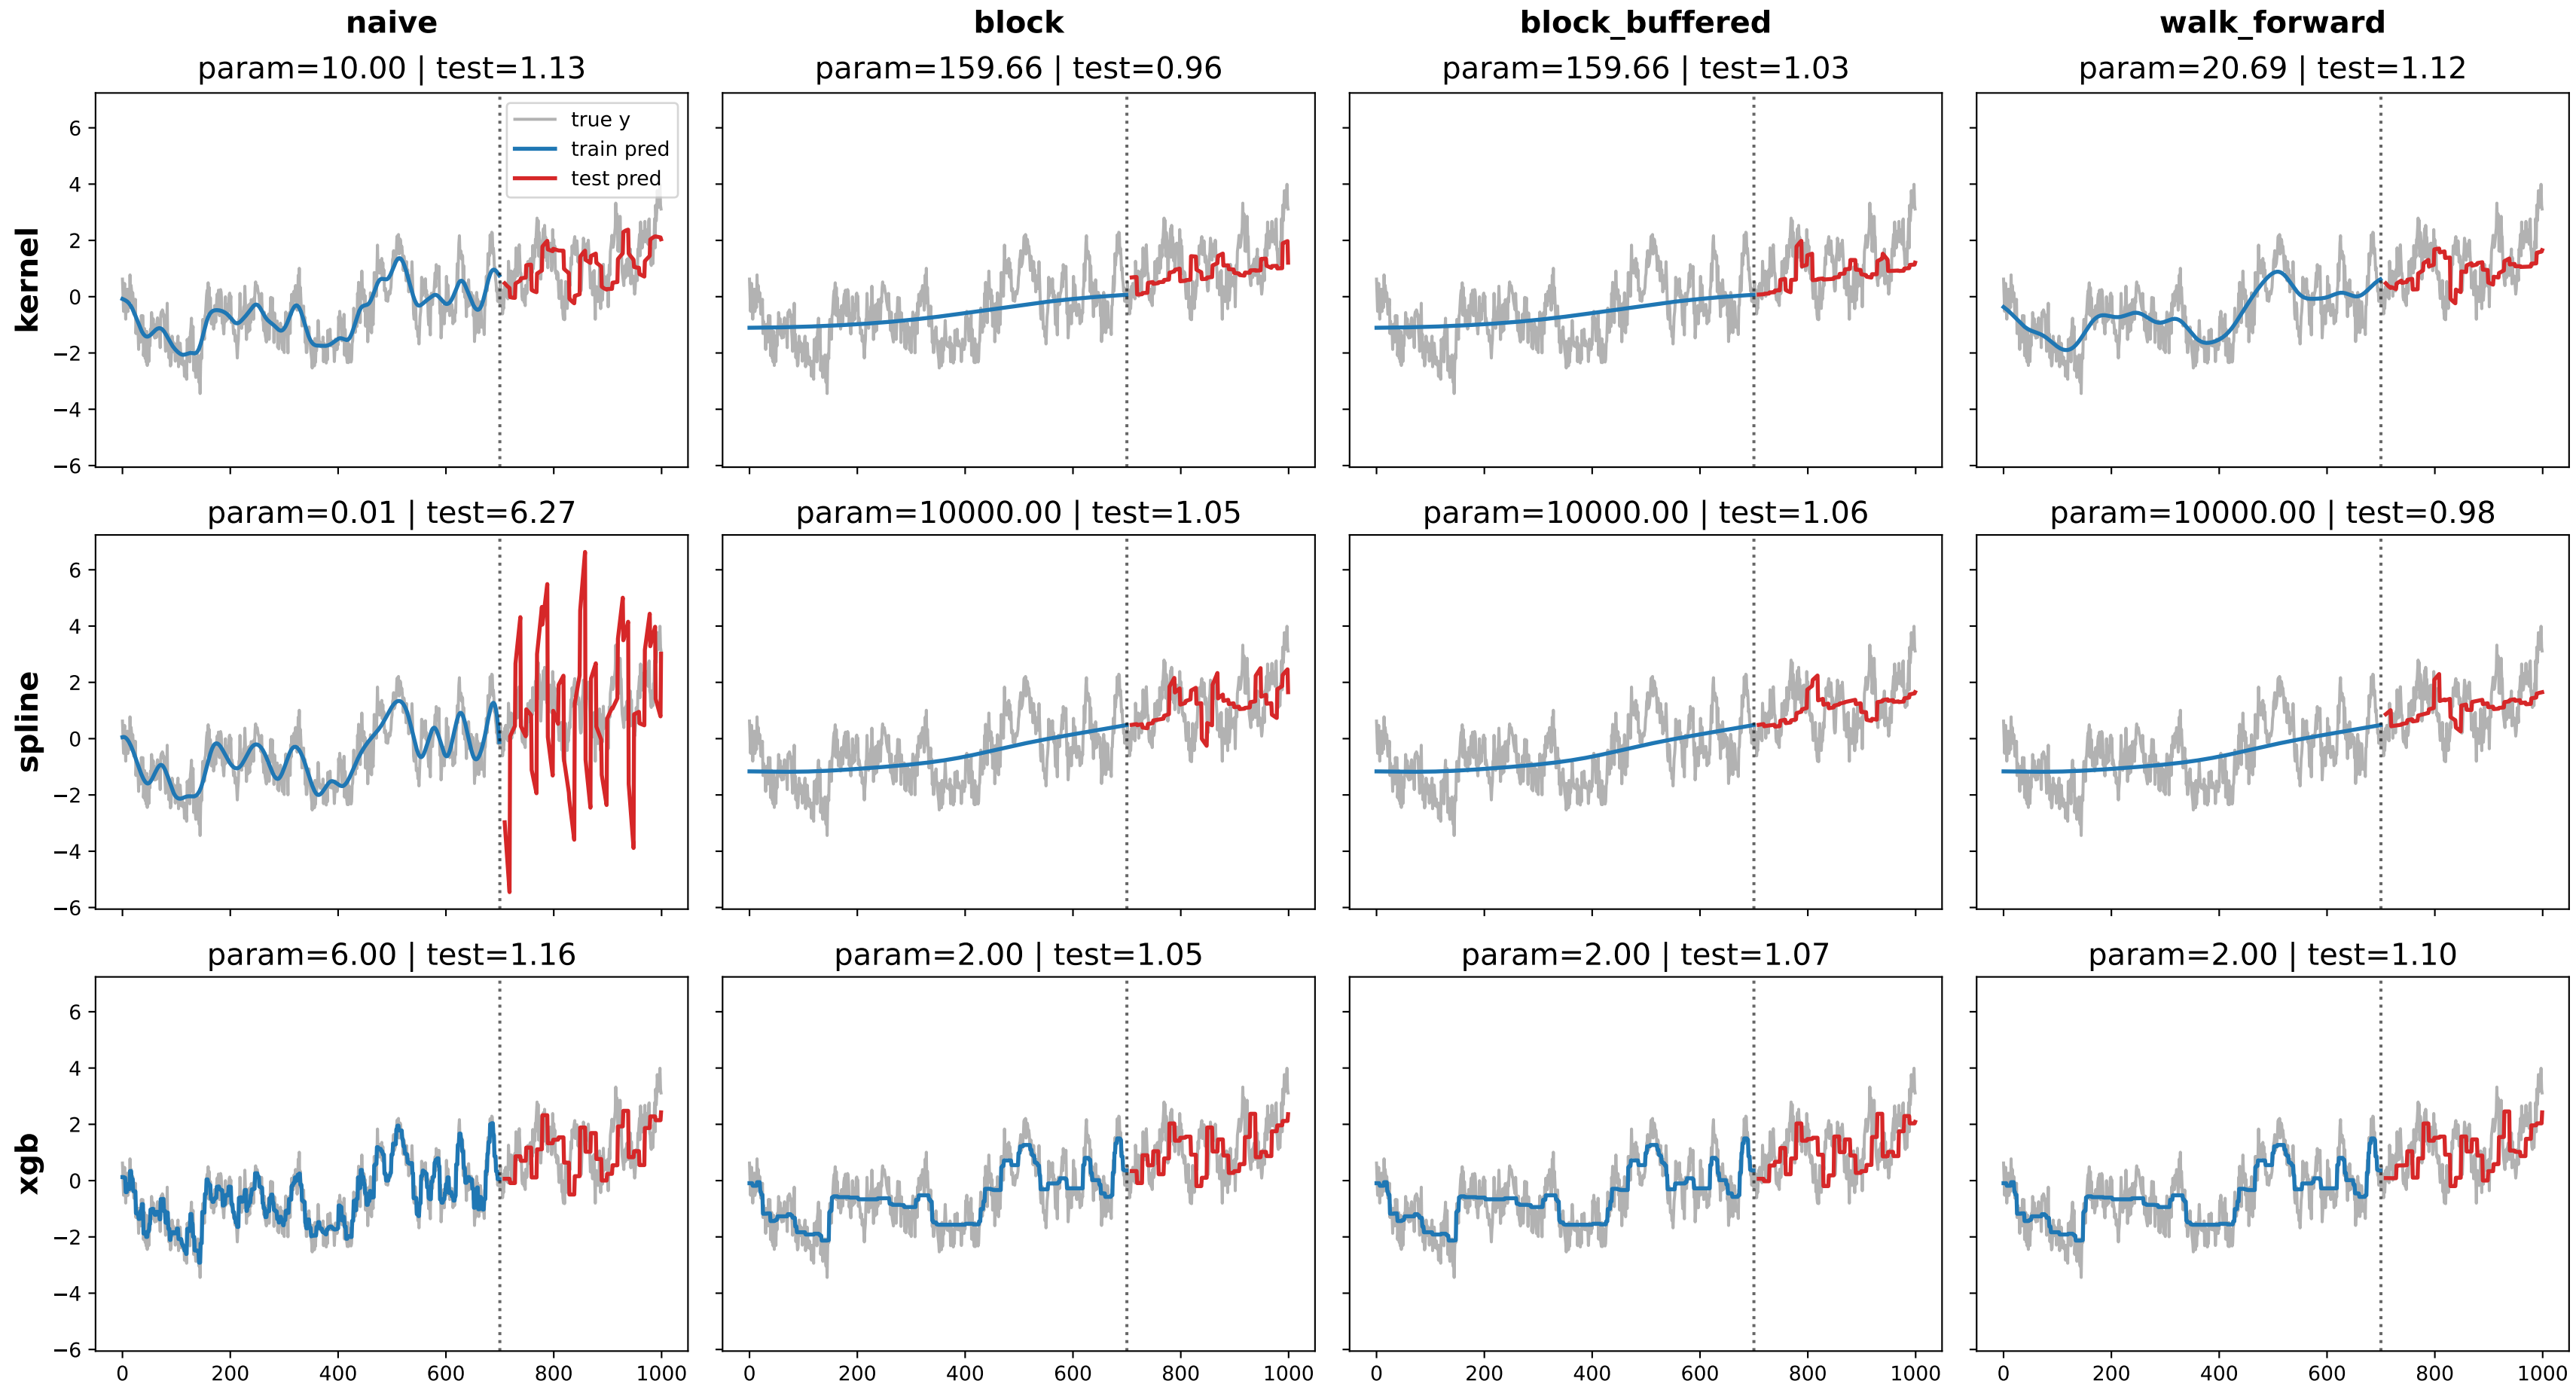 naive block block_buffered walk_forward
param=10.00 | test=1.13 param=159.66 | test=0.96 param=159.66 | test=1.03 param=20.69 | test=1.12
kernel
6
4
2
0
−2
−4
−6
true y
train pred
test pred
param=0.01 | test=6.27 param=10000.00 | test=1.05 param=10000.00 | test=1.06 param=10000.00 | test=0.98
spline
6
4
2
0
−2
−4
−6
param=6.00 | test=1.16 param=2.00 | test=1.05 param=2.00 | test=1.07 param=2.00 | test=1.10
xgb
6
4
2
0
−2
−4
−6
0 200 400 600 800 1000 0 200 400 600 800 1000 0 200 400 600 800 1000 0 200 400 600 800 1000